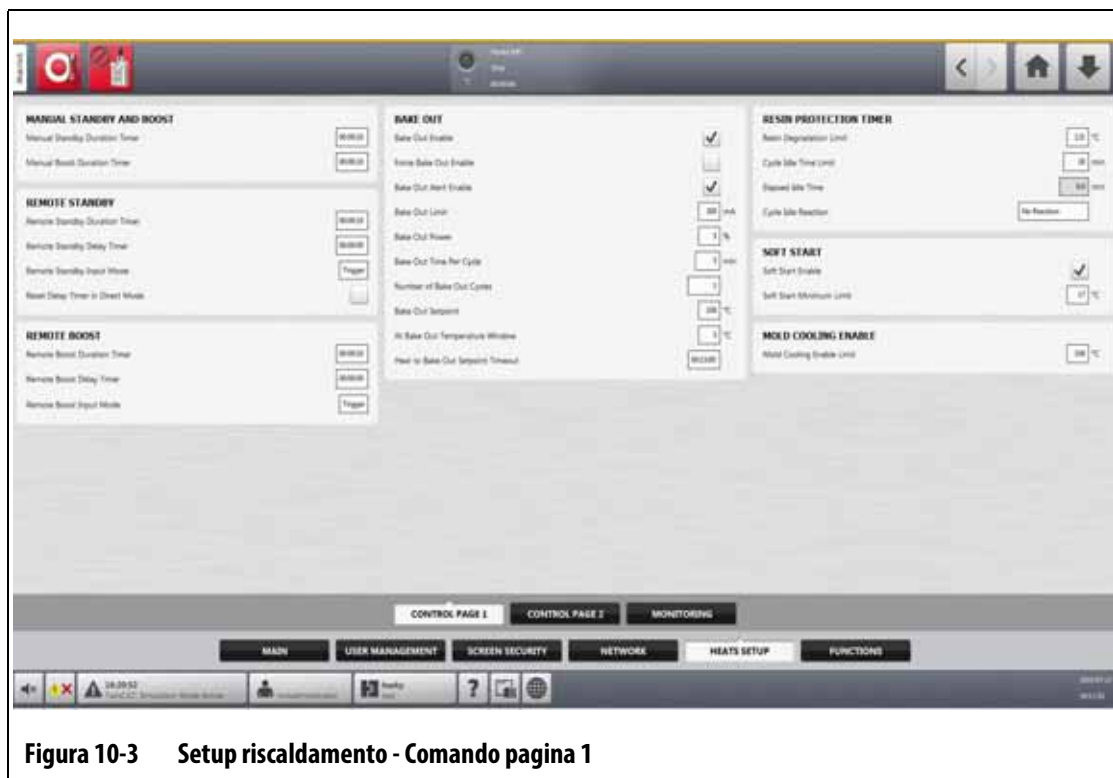 MANUAL STANDBY AND BOOST
Manual Standby Duration Timer
Manual Boost Duration Timer
REMOTE STANDBY
Remote Standby Duration Timer
Remote Standby Delay Timer
Remote Standby Input Mode Trigger
Reset Delay Timer in Direct Mode
REMOTE BOOST
Remote Boost Duration Timer
Remote Boost Delay Timer
Remote Boost Input Mode Trigger
BAKE OUT
Bake Out Enable
Force Bake Out Enable
Bake Out Alert Enable
Bake Out Limit mA
Bake Out Power %
Bake Out Time Per Cycle min
Number of Bake Out Cycles
Bake Out Setpoint °C
At Bake Out Temperature Window °C
Heat to Bake Out Setpoint Timeout
RESIN PROTECTION TIMER
Resin Degradation Limit °C
Cycle Idle Time Limit min
Elapsed Idle Time min
Cycle Idle Reaction No Reaction
SOFT START
Soft Start Enable
Soft Start Minimum Limit °C
MOLD COOLING ENABLE
Mold Cooling Enable Limit °C
CONTROL PAGE 1 CONTROL PAGE 2 MONITORING
MAIN USER MANAGEMENT SCREEN SECURITY NETWORK HEATS SETUP FUNCTIONS
Figura 10-3 Setup riscaldamento - Comando pagina 1